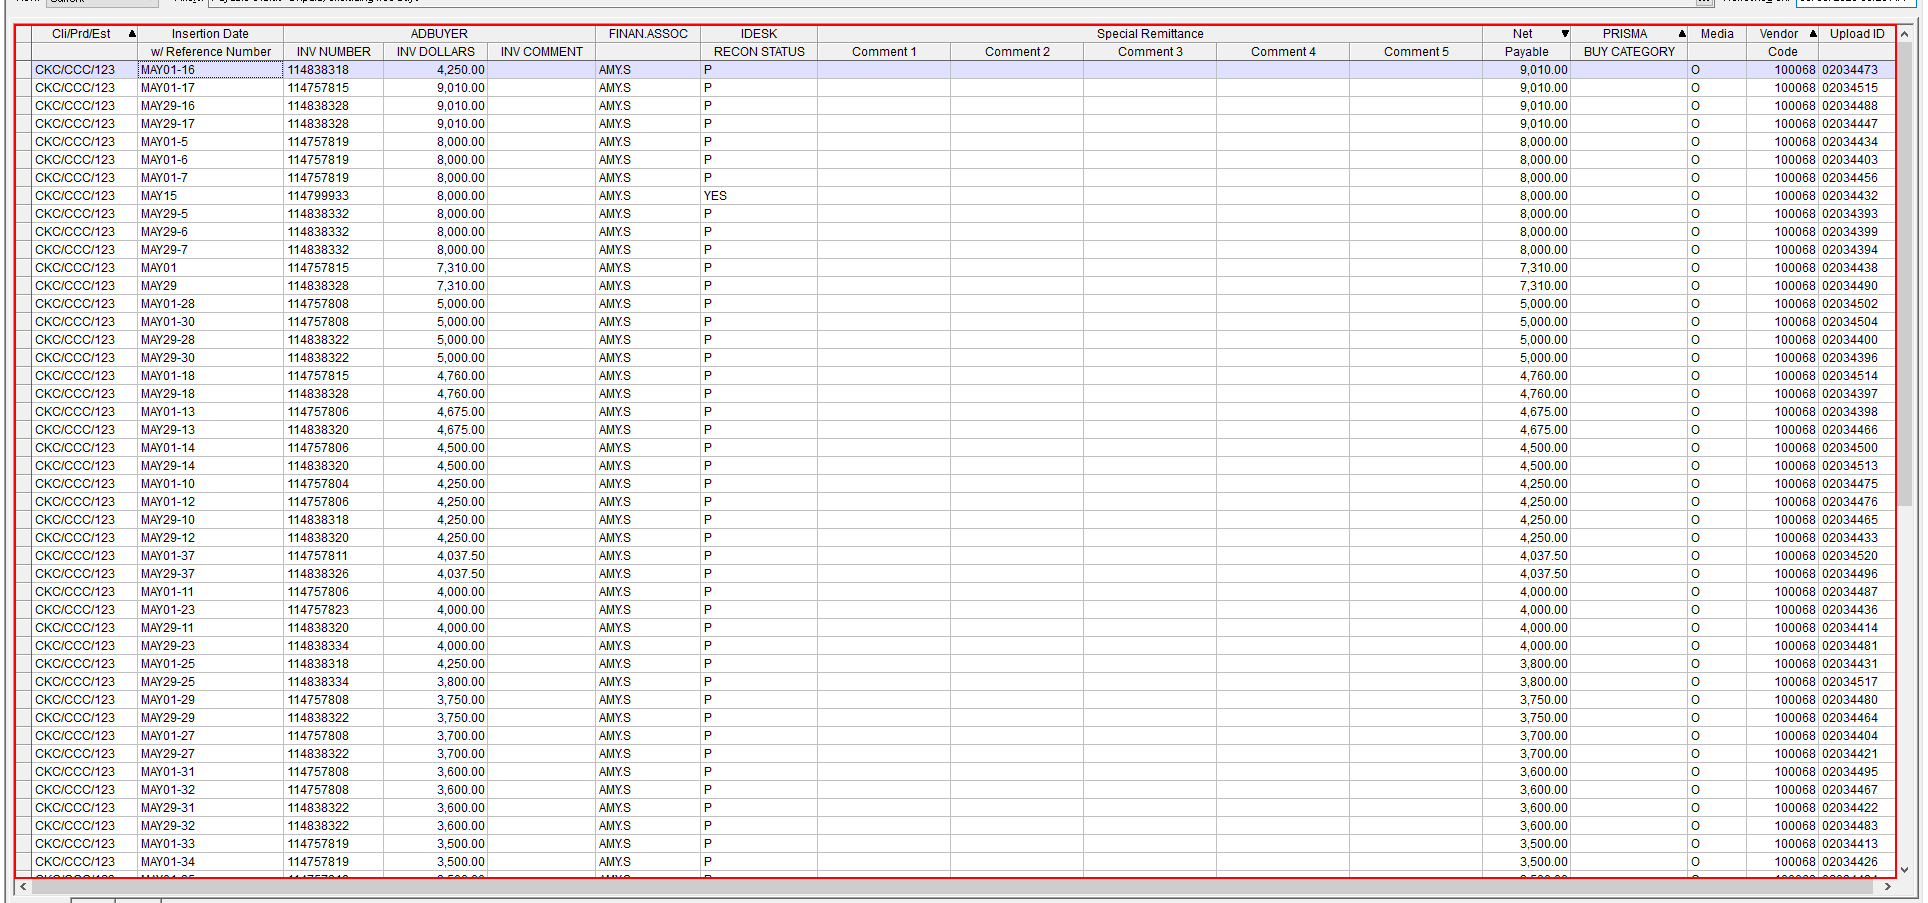 Cli/Prd/Est Insertion Date ADBUYER FINAN.ASSOC IDESK Special Remittance Net PRISMA Media Vendor Upload ID
w/ Reference Number INV NUMBER INV DOLLARS INV COMMENT RECON STATUS Comment 1 Comment 2 Comment 3 Comment 4 Comment 5 Payable BUY CATEGORY Code
CKC/CCC/123 MAY01-16 114838318 4,250.00 AMY.S P 9,010.00 O 100068 02034473
CKC/CCC/123 MAY01-17 114757815 9,010.00 AMY.S P 9,010.00 O 100068 02034515
CKC/CCC/123 MAY29-16 114838328 9,010.00 AMY.S P 9,010.00 O 100068 02034488
CKC/CCC/123 MAY29-17 114838328 9,010.00 AMY.S P 9,010.00 O 100068 02034447
CKC/CCC/123 MAY01-5 114757819 8,000.00 AMY.S P 8,000.00 O 100068 02034434
CKC/CCC/123 MAY01-6 114757819 8,000.00 AMY.S P 8,000.00 O 100068 02034403
CKC/CCC/123 MAY01-7 114757819 8,000.00 AMY.S P 8,000.00 O 100068 02034456
CKC/CCC/123 MAY15 114799933 8,000.00 AMY.S YES 8,000.00 O 100068 02034432
CKC/CCC/123 MAY29-5 114838332 8,000.00 AMY.S P 8,000.00 O 100068 02034393
CKC/CCC/123 MAY29-6 114838332 8,000.00 AMY.S P 8,000.00 O 100068 02034399
CKC/CCC/123 MAY29-7 114838332 8,000.00 AMY.S P 8,000.00 O 100068 02034394
CKC/CCC/123 MAY01 114757815 7,310.00 AMY.S P 7,310.00 O 100068 02034438
CKC/CCC/123 MAY29 114838328 7,310.00 AMY.S P 7,310.00 O 100068 02034490
CKC/CCC/123 MAY01-28 114757808 5,000.00 AMY.S P 5,000.00 O 100068 02034502
CKC/CCC/123 MAY01-30 114757808 5,000.00 AMY.S P 5,000.00 O 100068 02034504
CKC/CCC/123 MAY29-28 114838322 5,000.00 AMY.S P 5,000.00 O 100068 02034400
CKC/CCC/123 MAY29-30 114838322 5,000.00 AMY.S P 5,000.00 O 100068 02034396
CKC/CCC/123 MAY01-18 114757815 4,760.00 AMY.S P 4,760.00 O 100068 02034514
CKC/CCC/123 MAY29-18 114838328 4,760.00 AMY.S P 4,760.00 O 100068 02034397
CKC/CCC/123 MAY01-13 114757806 4,675.00 AMY.S P 4,675.00 O 100068 02034398
CKC/CCC/123 MAY29-13 114838320 4,675.00 AMY.S P 4,675.00 O 100068 02034466
CKC/CCC/123 MAY01-14 114757806 4,500.00 AMY.S P 4,500.00 O 100068 02034500
CKC/CCC/123 MAY29-14 114838320 4,500.00 AMY.S P 4,500.00 O 100068 02034513
CKC/CCC/123 MAY01-10 114757804 4,250.00 AMY.S P 4,250.00 O 100068 02034475
CKC/CCC/123 MAY01-12 114757806 4,250.00 AMY.S P 4,250.00 O 100068 02034476
CKC/CCC/123 MAY29-10 114838318 4,250.00 AMY.S P 4,250.00 O 100068 02034465
CKC/CCC/123 MAY29-12 114838320 4,250.00 AMY.S P 4,250.00 O 100068 02034433
CKC/CCC/123 MAY01-37 114757811 4,037.50 AMY.S P 4,037.50 O 100068 02034520
CKC/CCC/123 MAY29-37 114838326 4,037.50 AMY.S P 4,037.50 O 100068 02034496
CKC/CCC/123 MAY01-11 114757806 4,000.00 AMY.S P 4,000.00 O 100068 02034487
CKC/CCC/123 MAY01-23 114757823 4,000.00 AMY.S P 4,000.00 O 100068 02034436
CKC/CCC/123 MAY29-11 114838320 4,000.00 AMY.S P 4,000.00 O 100068 02034414
CKC/CCC/123 MAY29-23 114838334 4,000.00 AMY.S P 4,000.00 O 100068 02034481
CKC/CCC/123 MAY01-25 114838318 4,250.00 AMY.S P 3,800.00 O 100068 02034431
CKC/CCC/123 MAY29-25 114838334 3,800.00 AMY.S P 3,800.00 O 100068 02034517
CKC/CCC/123 MAY01-29 114757808 3,750.00 AMY.S P 3,750.00 O 100068 02034480
CKC/CCC/123 MAY29-29 114838322 3,750.00 AMY.S P 3,750.00 O 100068 02034464
CKC/CCC/123 MAY01-27 114757808 3,700.00 AMY.S P 3,700.00 O 100068 02034404
CKC/CCC/123 MAY29-27 114838322 3,700.00 AMY.S P 3,700.00 O 100068 02034421
CKC/CCC/123 MAY01-31 114757808 3,600.00 AMY.S P 3,600.00 O 100068 02034495
CKC/CCC/123 MAY01-32 114757808 3,600.00 AMY.S P 3,600.00 O 100068 02034467
CKC/CCC/123 MAY29-31 114838322 3,600.00 AMY.S P 3,600.00 O 100068 02034422
CKC/CCC/123 MAY29-32 114838322 3,600.00 AMY.S P 3,600.00 O 100068 02034483
CKC/CCC/123 MAY01-33 114757819 3,500.00 AMY.S P 3,500.00 O 100068 02034413
CKC/CCC/123 MAY01-34 114757819 3,500.00 AMY.S P 3,500.00 O 100068 02034426